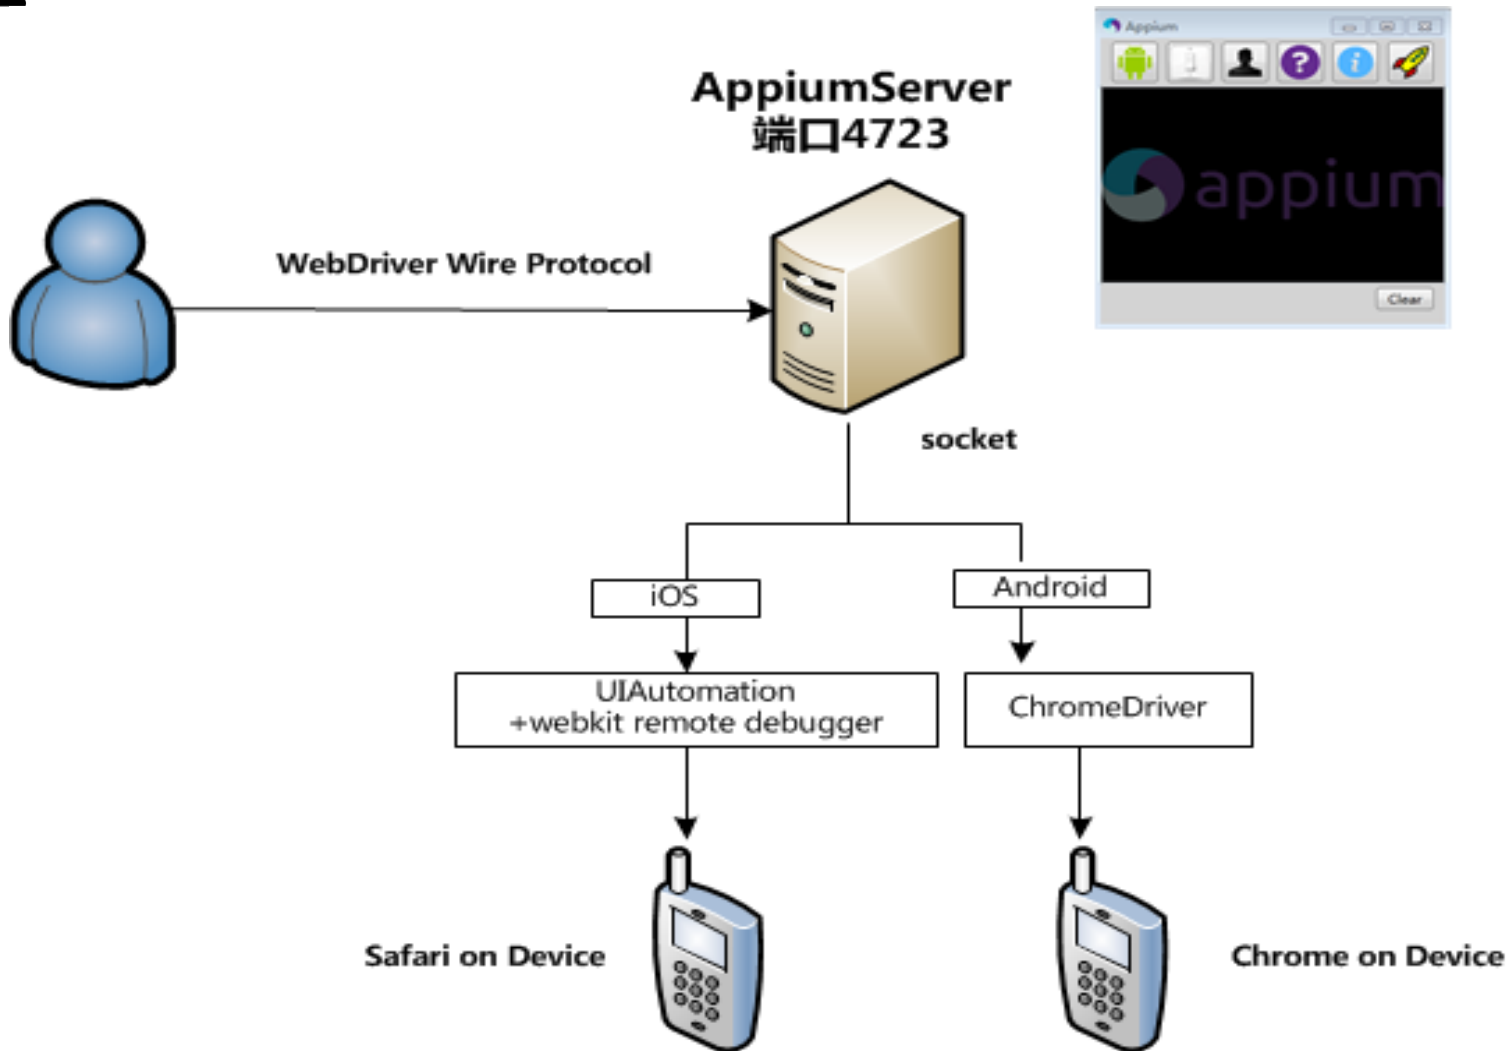 Appium
AppiumServer
端口4723
appium
WebDriver Wire Protocol
Clear
socket
iOS
Android
UIAutomation
+webkit remote debugger
ChromeDriver
Safari on Device
Chrome on Device